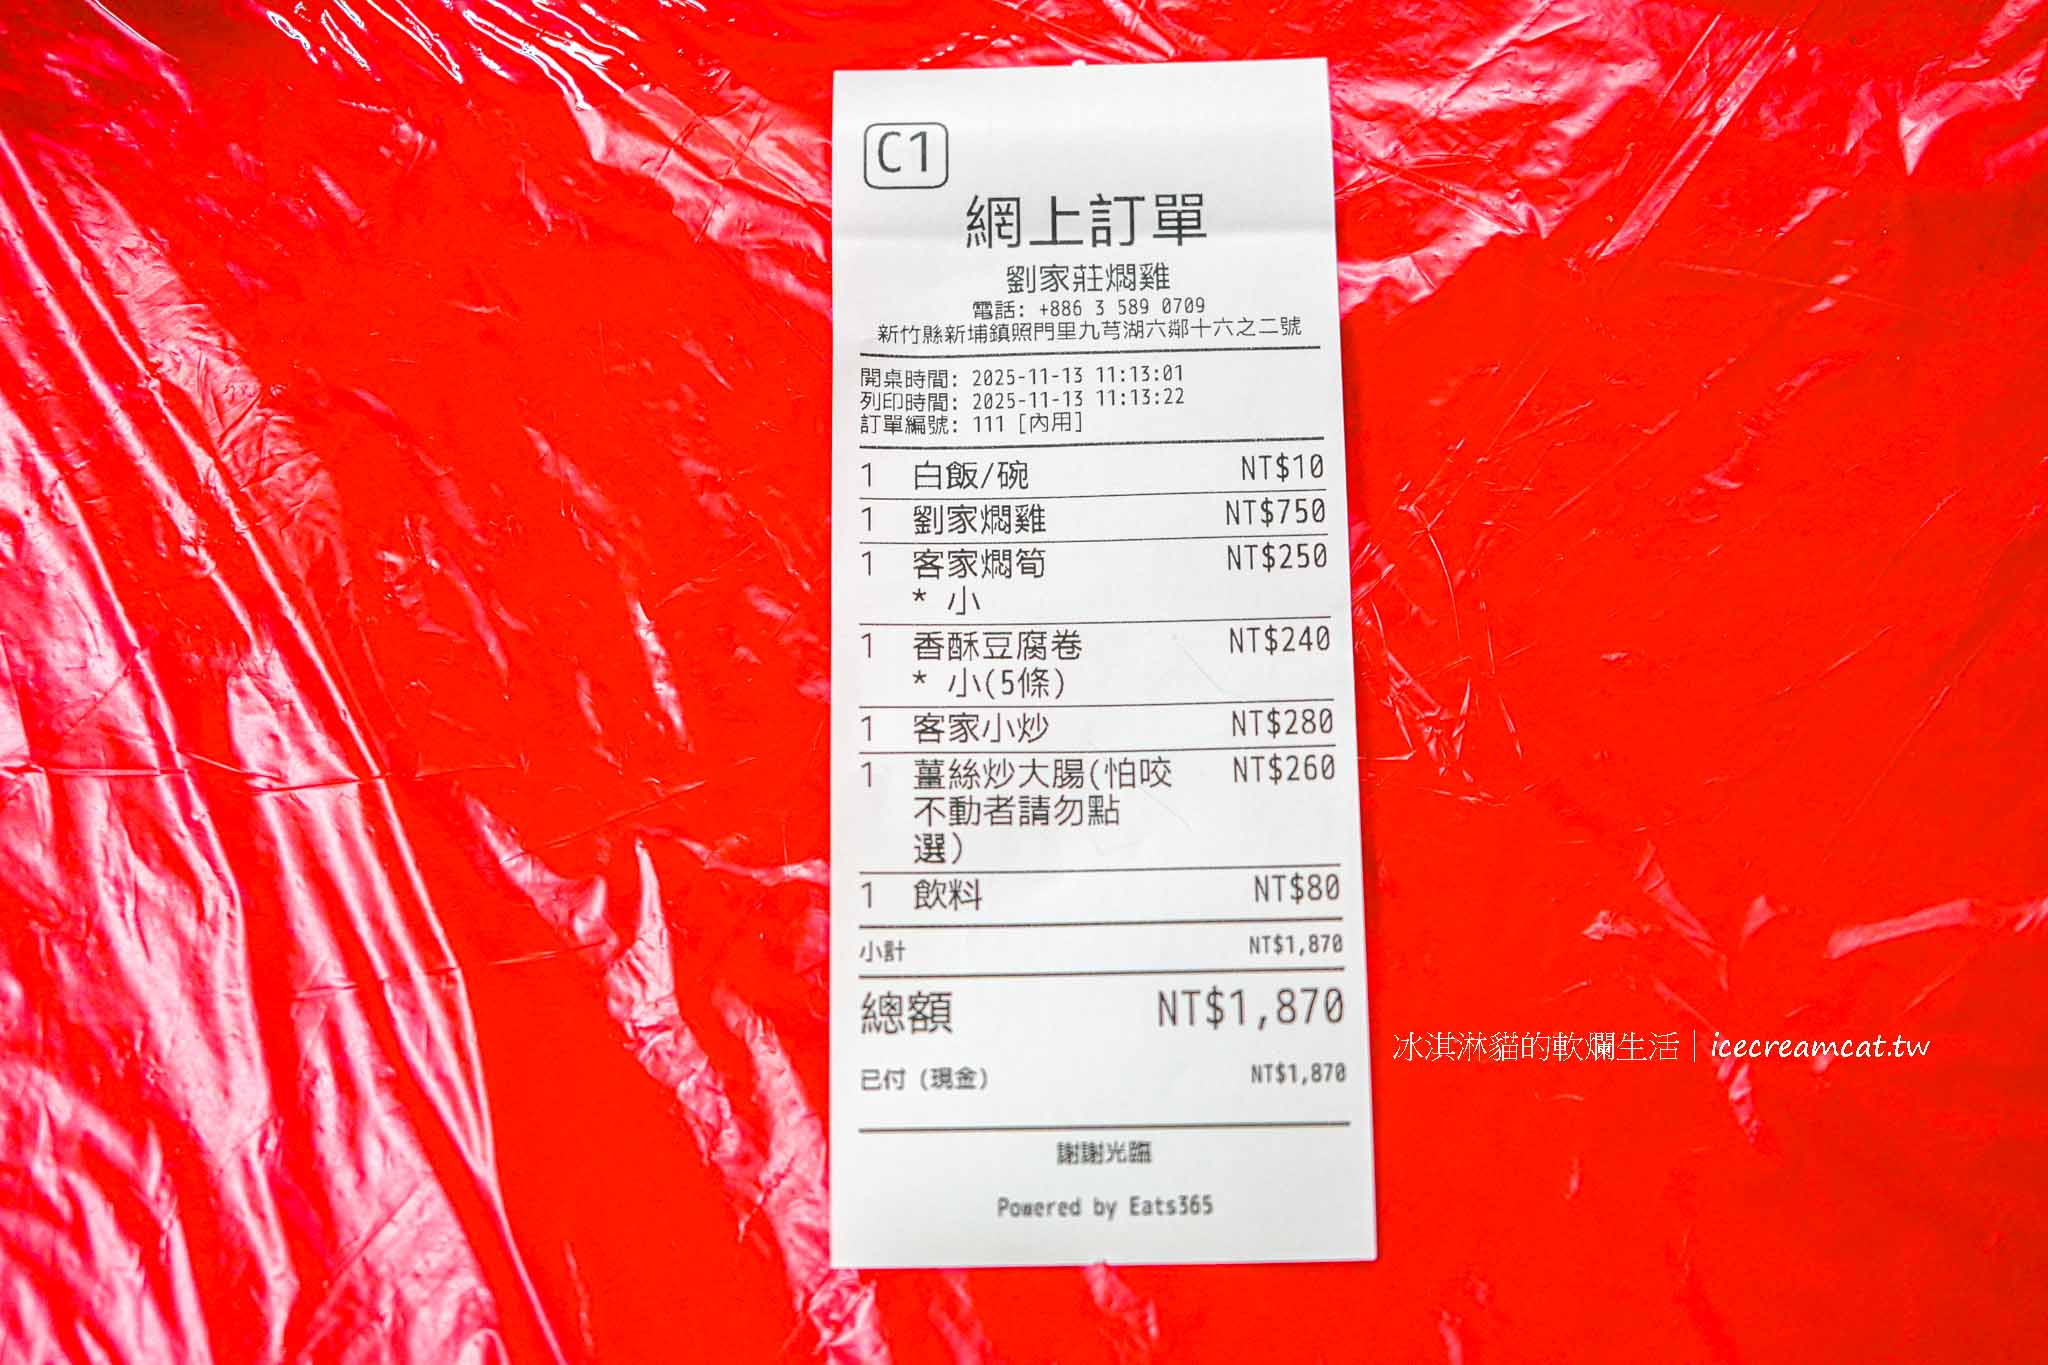 C1
網上訂單
劉家莊燜雞
電話: +886 3 589 0709
新竹縣新埔鎮照門里九芎湖六鄰十六之二號
開桌時間: 2025-11-13 11:13:01
列印時間: 2025-11-13 11:13:22
訂單編號: 111 [內用]
1 白飯/碗 NT$10
1 劉家燜雞 NT$750
1 客家燜筍 NT$250
* 小
1 香酥豆腐卷 NT$240
* 小(5條)
1 客家小炒 NT$280
1 薑絲炒大腸(怕咬 NT$260
不動者請勿點
選)
1 飲料 NT$80
小計 NT$1,870
總額 NT$1,870
已付 (現金) NT$1,870
謝謝光臨
Powered by Eats365
冰淇淋貓的軟爛生活｜icecreamcat.tw